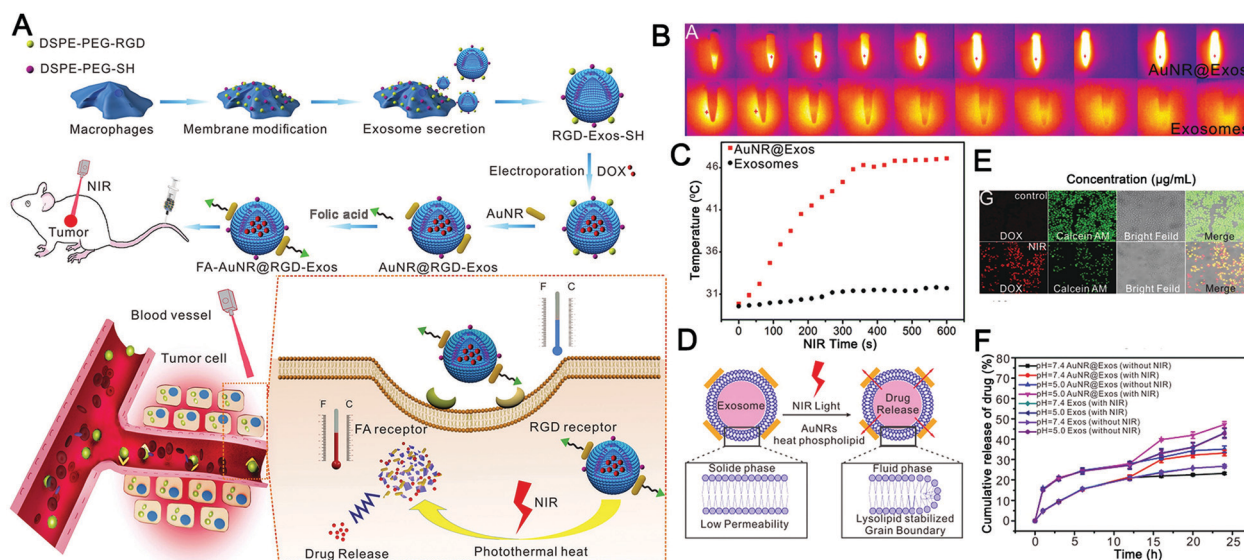 A
DSPE-PEG-RGD
DSPE-PEG-SH
Macrophages
Membrane modification
Exosome secretion
RGD-Exos-SH
Electroporation
DOX
NIR
Tumor
Folic acid
AuNR
FA-AuNR@RGD-Exos
AuNR@RGD-Exos
Blood vessel
Tumor cell
F C
F C
FA receptor
RGD receptor
NIR
Drug Release
Photothermal heat
B
A
AuNR@Exos
Exosomes
C
AuNR@Exos
Exosomes
Temperature (°C)
46
41
36
31
0 100 200 300 400 500 600
NIR Time (s)
D
Exosome
NIR Light
AuNRs
heat phospholipid
Drug
Release
Solide phase
Low Permeability
Fluid phase
Lysolipid stabilized
Grain Boundary
E
Concentration (μg/mL)
G
control
DOX
Calcein AM
Bright Feild
Merge
NIR
DOX
Calcein AM
Bright Feild
Merge
F
Cumulative release of drug (%)
80
70
60
50
40
30
20
10
0
pH=7.4 AuNR@Exos (without NIR)
pH=7.4 AuNR@Exos (with NIR)
pH=5.0 AuNR@Exos (without NIR)
pH=5.0 AuNR@Exos (with NIR)
pH=7.4 Exos (with NIR)
pH=5.0 Exos (with NIR)
pH=7.4 Exos (without NIR)
pH=5.0 Exos (without NIR)
0 5 10 15 20 25
Time (h)